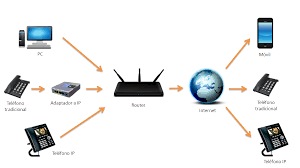 PC
Móvil
Teléfono
tradicional
Adaptador a IP
Router
Internet
Teléfono
tradicional
Teléfono IP
Teléfono IP